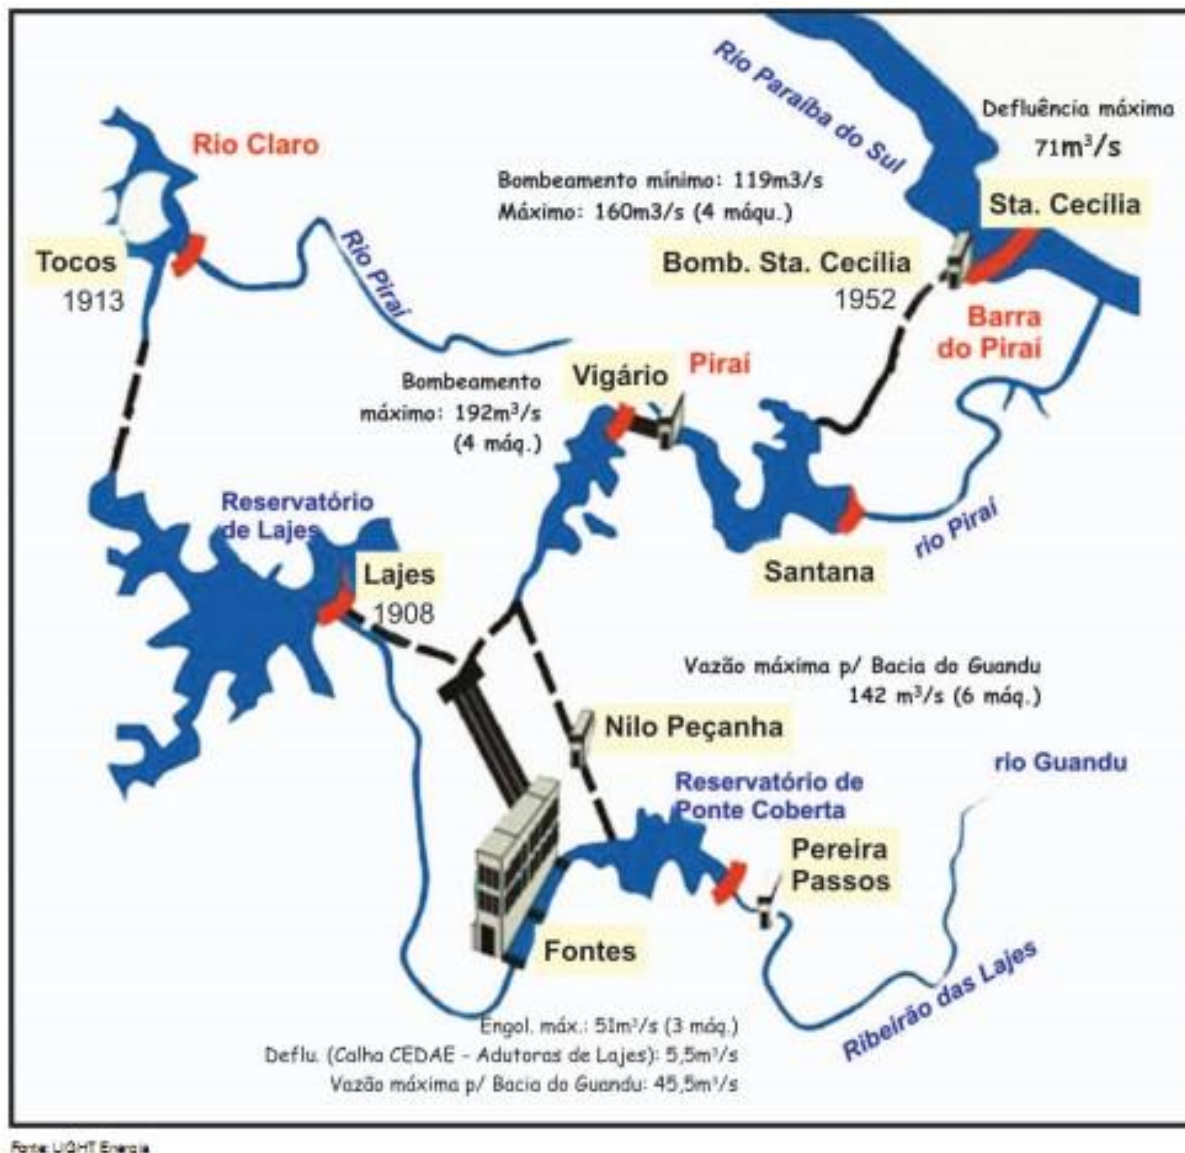 Rio Paraíba do Sul
Defluência máxima
71m³/s
Rio Claro
Bombeamento mínimo: 119m3/s
Máximo: 160m3/s (4 máqu.)
Sta. Cecília
Tocos
1913
Rio Piraí
Bomb. Sta. Cecília
1952
Barra
do Piraí
Vigário
Piraí
Bombeamento
máximo: 192m³/s
(4 máq.)
Reservatório
de Lajes
rio Piraí
Santana
Lajes
1908
Vazão máxima p/ Bacia do Guandu
142 m³/s (6 máq.)
Nilo Peçanha
rio Guandu
Reservatório de
Ponte Coberta
Pereira
Passos
Fontes
Ribeirão das Lajes
Engol. máx.: 51m³/s (3 máq.)
Deflu. (Calha CEDAE - Adutoras de Lajes): 5,5m³/s
Vazão máxima p/ Bacia do Guandu: 45,5m³/s
Fonte: LIGHT Energia